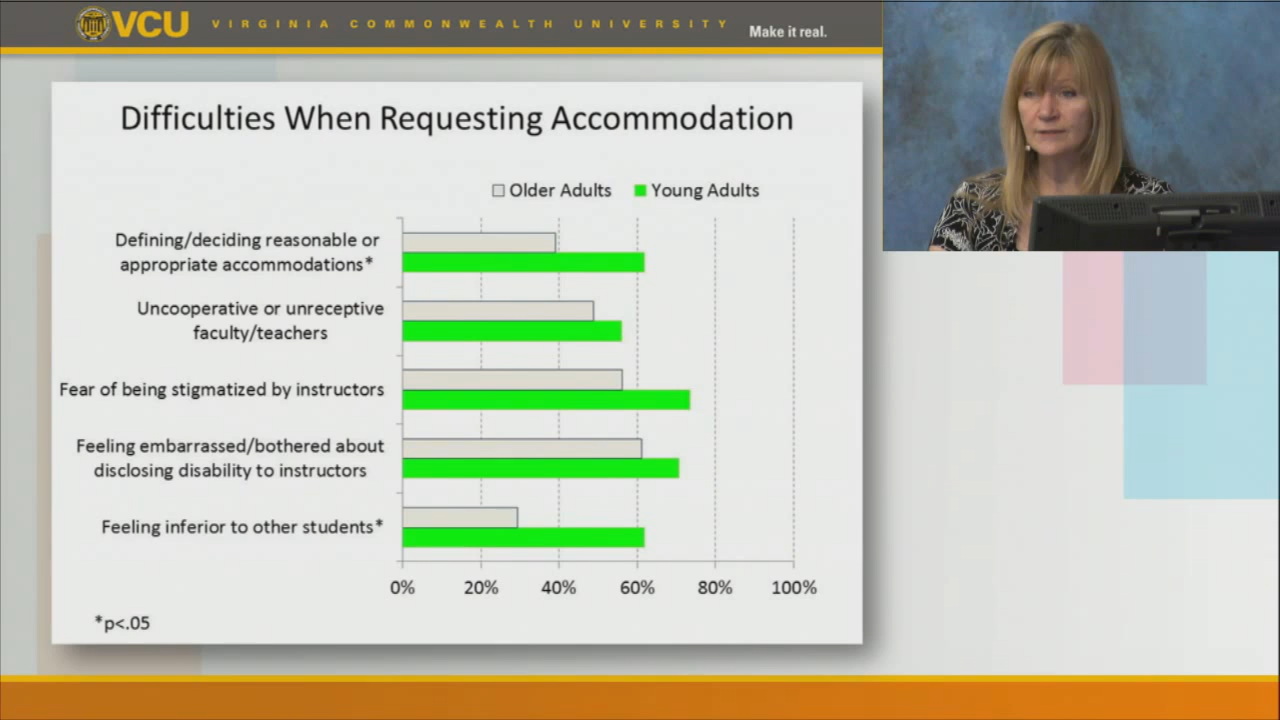 VCU VIRGINIA COMMONWEALTH UNIVERSITY Make it real.
Difficulties When Requesting Accommodation
Older Adults Young Adults
Defining/deciding reasonable or
appropriate accommodations*
Uncooperative or unreceptive
faculty/teachers
Fear of being stigmatized by instructors
Feeling embarrassed/bothered about
disclosing disability to instructors
Feeling inferior to other students*
0% 20% 40% 60% 80% 100%
*p<.05